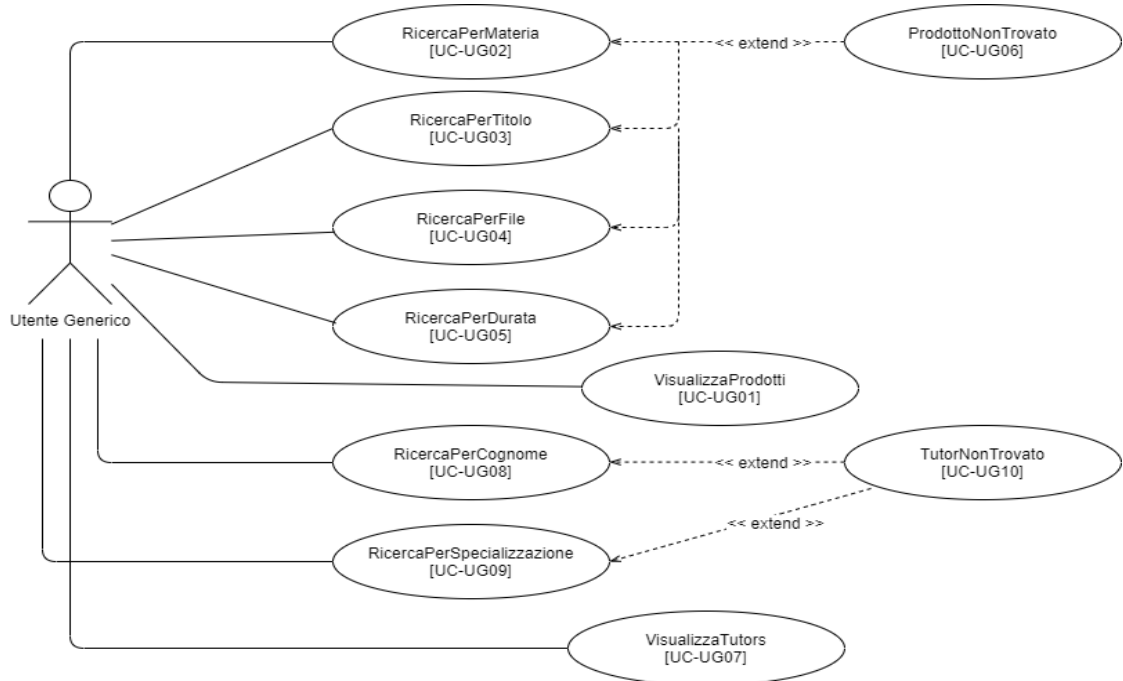 RicercaPerMateria
[UC-UG02]
<< extend >>
ProdottoNonTrovato
[UC-UG06]
RicercaPerTitolo
[UC-UG03]
RicercaPerFile
[UC-UG04]
Utente Generico
RicercaPerDurata
[UC-UG05]
VisualizzaProdotti
[UC-UG01]
RicercaPerCognome
[UC-UG08]
<< extend >>
TutorNonTrovato
[UC-UG10]
<< extend >>
RicercaPerSpecializzazione
[UC-UG09]
VisualizzaTutors
[UC-UG07]